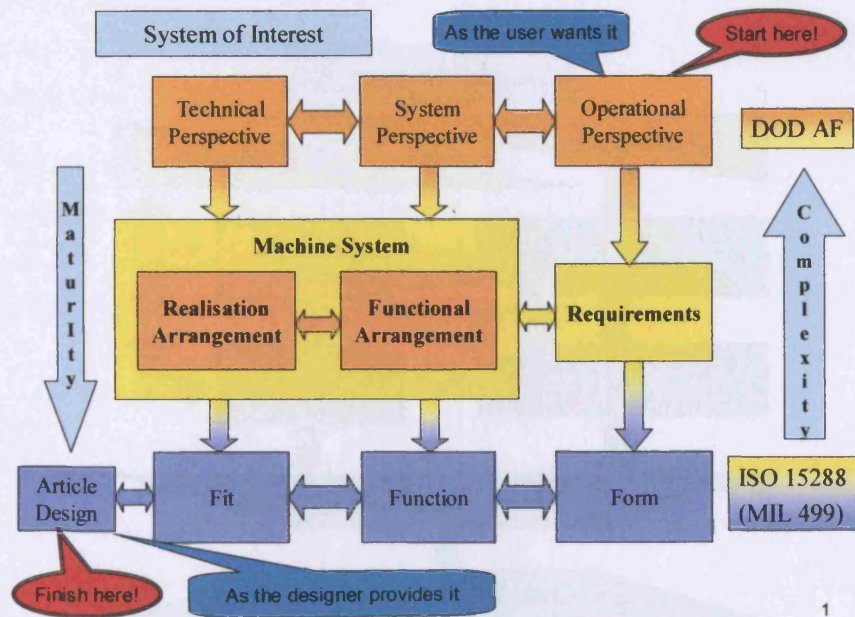 System of Interest
As the user wants it
Start here!
Technical
Perspective
System
Perspective
Operational
Perspective
DOD AF
MaturIty
Complexity
Machine System
Realisation
Arrangement
Functional
Arrangement
Requirements
Article
Design
Fit
Function
Form
ISO 15288
(MIL 499)
Finish here!
As the designer provides it
1